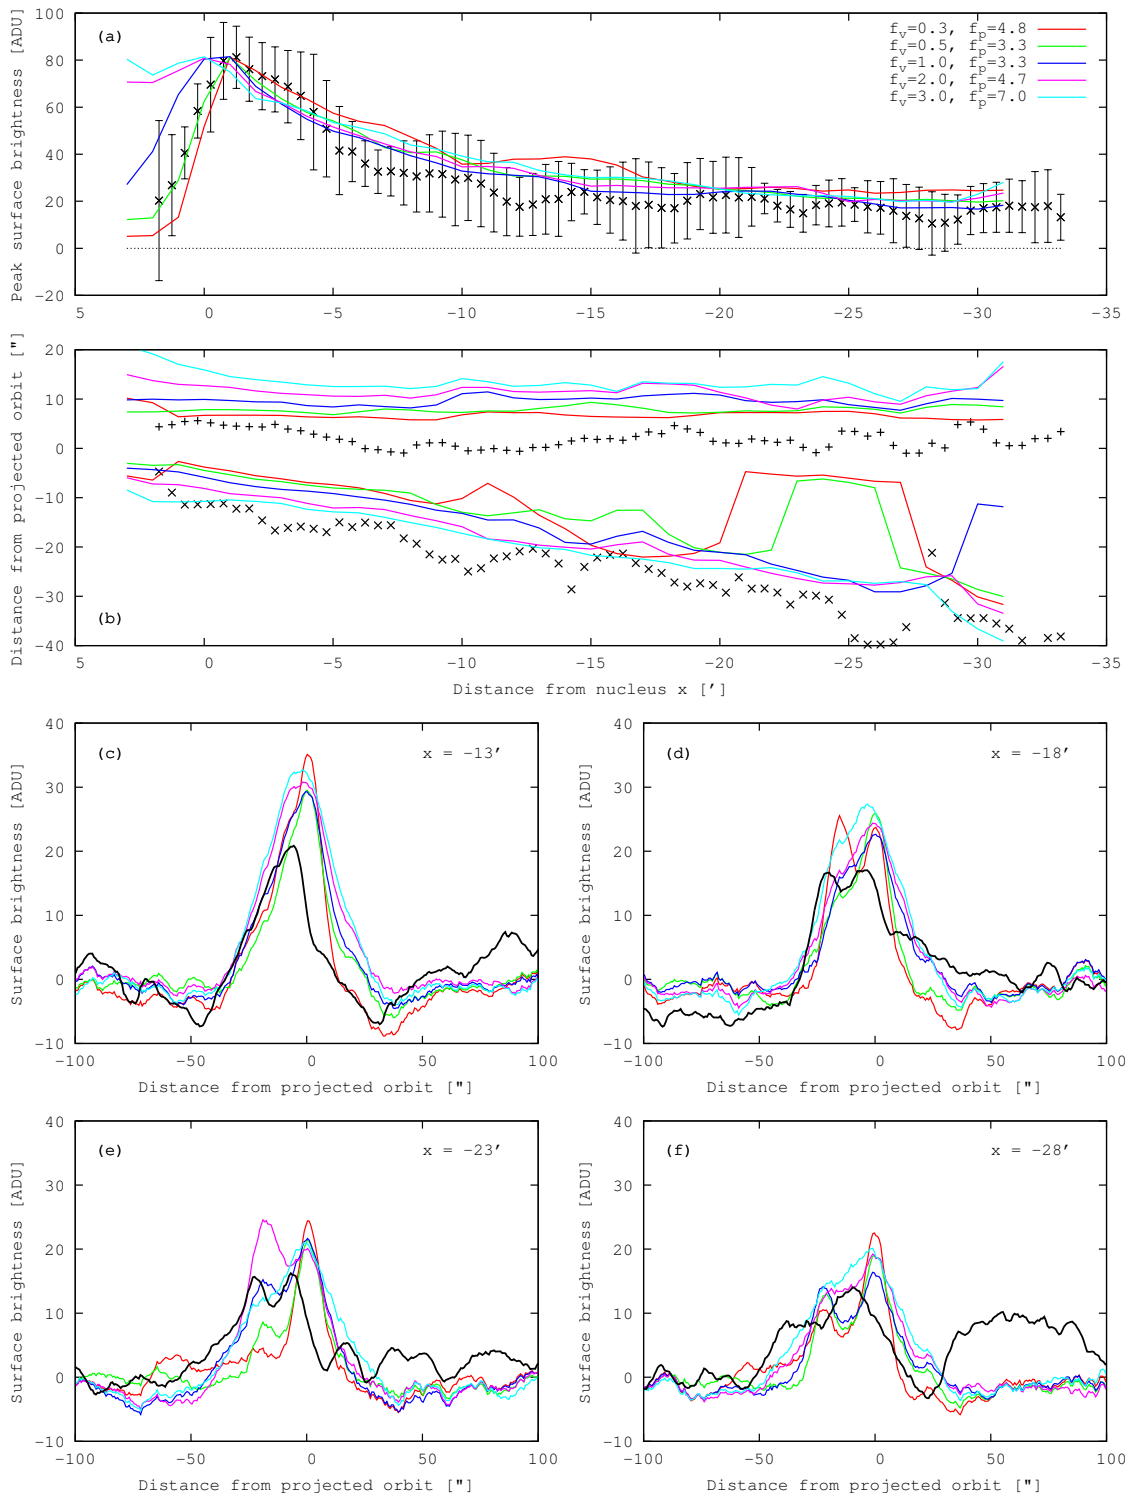 Peak surface brightness [ADU]
100
80
60
40
20
0
-20
(a)
f_v=0.3, f_p=4.8
f_v=0.5, f_p=3.3
f_v=1.0, f_p=3.3
f_v=2.0, f_p=4.7
f_v=3.0, f_p=7.0
5 0 -5 -10 -15 -20 -25 -30 -35
Distance from projected orbit ["]
20
10
0
-10
-20
-30
-40
(b)
5 0 -5 -10 -15 -20 -25 -30 -35
Distance from nucleus x [′]
Surface brightness [ADU]
40
30
20
10
0
-10
(c) x = -13′
-100 -50 0 50 100
Distance from projected orbit ["]
Surface brightness [ADU]
40
30
20
10
0
-10
(d) x = -18′
-100 -50 0 50 100
Distance from projected orbit ["]
Surface brightness [ADU]
40
30
20
10
0
-10
(e) x = -23′
-100 -50 0 50 100
Distance from projected orbit ["]
Surface brightness [ADU]
40
30
20
10
0
-10
(f) x = -28′
-100 -50 0 50 100
Distance from projected orbit ["]